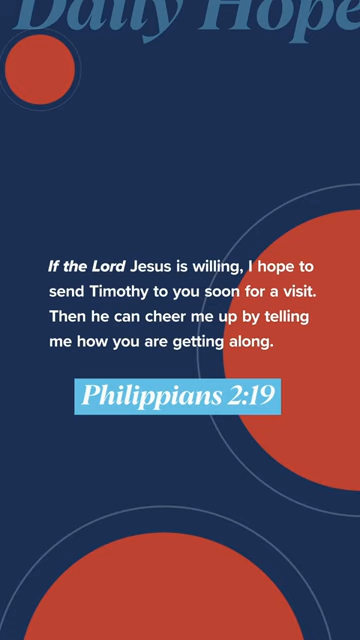 Daily Hope
If the Lord Jesus is willing, I hope to
send Timothy to you soon for a visit.
Then he can cheer me up by telling
me how you are getting along.
Philippians 2:19